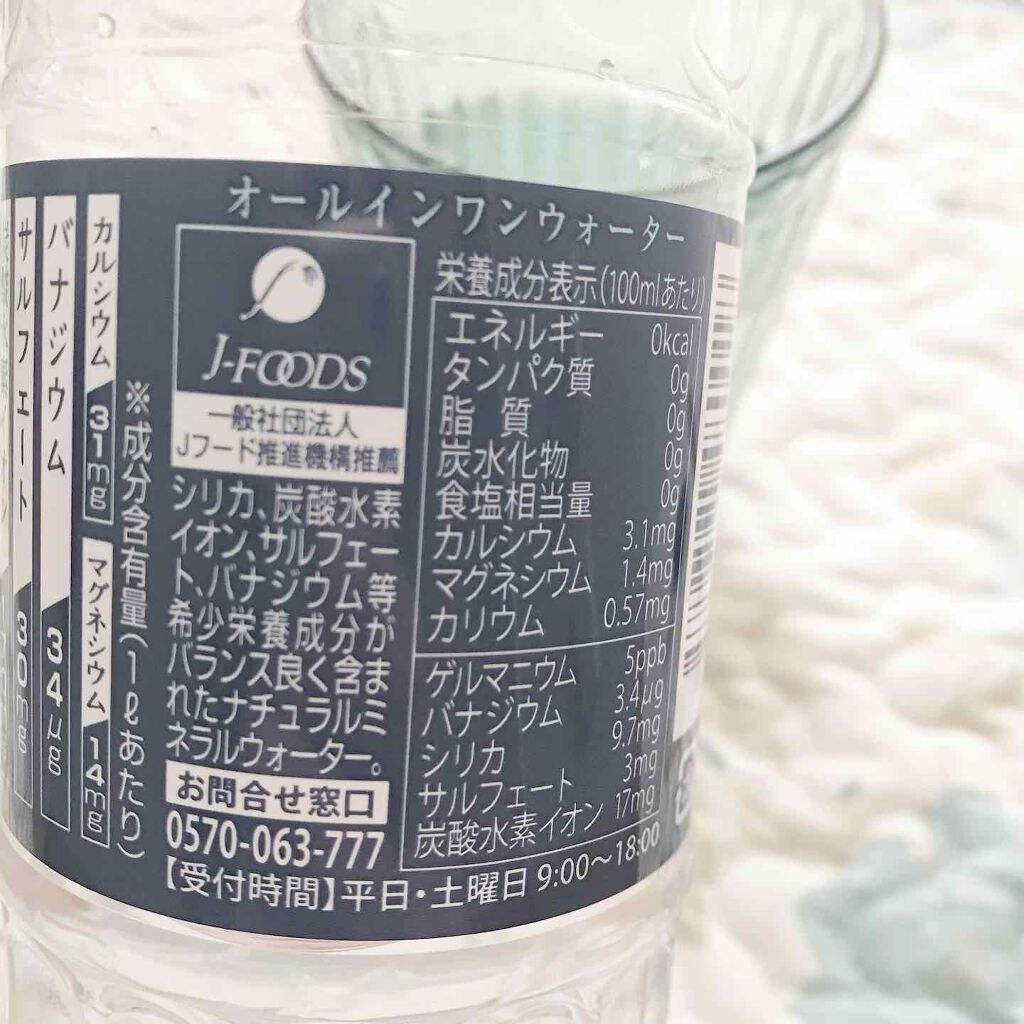 オールインワンウォーター
J-FOODS
一般社団法人
Jフード推進機構推薦
シリカ、炭酸水素
イオン、サルフェー
ト、バナジウム等
希少栄養成分が
バランス良く含ま
れたナチュラルミ
ネラルウォーター。
お問合せ窓口
0570-063-777
【受付時間】平日・土曜日 9:00〜18:00
栄養成分表示(100mlあたり)
エネルギー 0kcal
タンパク質 0g
脂 質 0g
炭水化物 0g
食塩相当量 0g
カルシウム 3.1mg
マグネシウム 1.4mg
カリウム 0.57mg
ゲルマニウム 5ppb
バナジウム 3.4μg
シリカ 9.7mg
サルフェート 3mg
炭酸水素イオン 17mg
カルシウム 31mg
マグネシウム 14mg
バナジウム 34μg
サルフェート 30mg
※成分含有量(1ℓあたり)